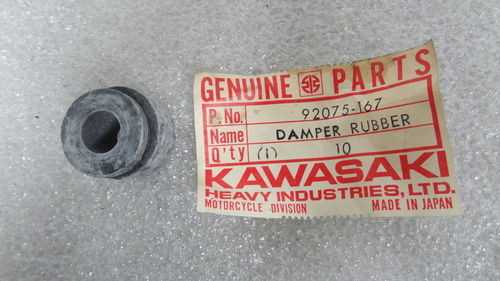 GENUINE PARTS
P. No. 92075-167
Name DAMPER RUBBER
Q'ty (1) 10
KAWASAKI
HEAVY INDUSTRIES, LTD.
MOTORCYCLE DIVISION MADE IN JAPAN